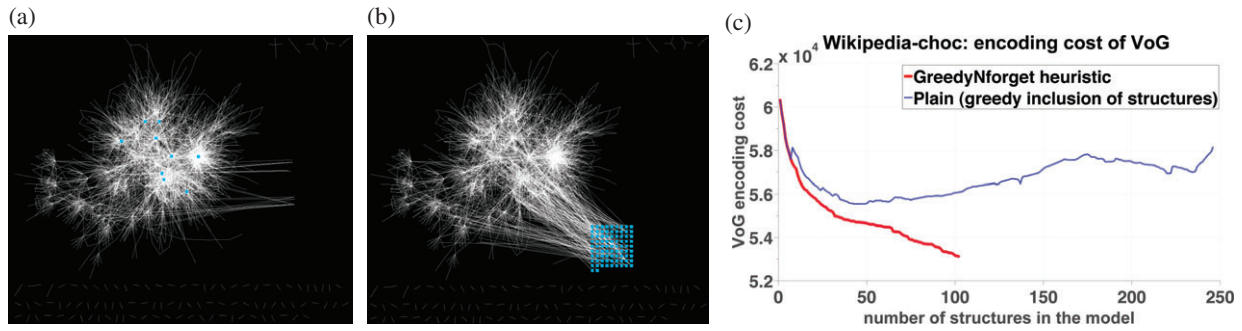 (a)
(b)
(c)
Wikipedia-choc: encoding cost of VoG
x 10⁴
6.2
6
5.8
5.6
5.4
5.2
VoG encoding cost
GreedyNforget heuristic
Plain (greedy inclusion of structures)
0
50
100
150
200
250
number of structures in the model